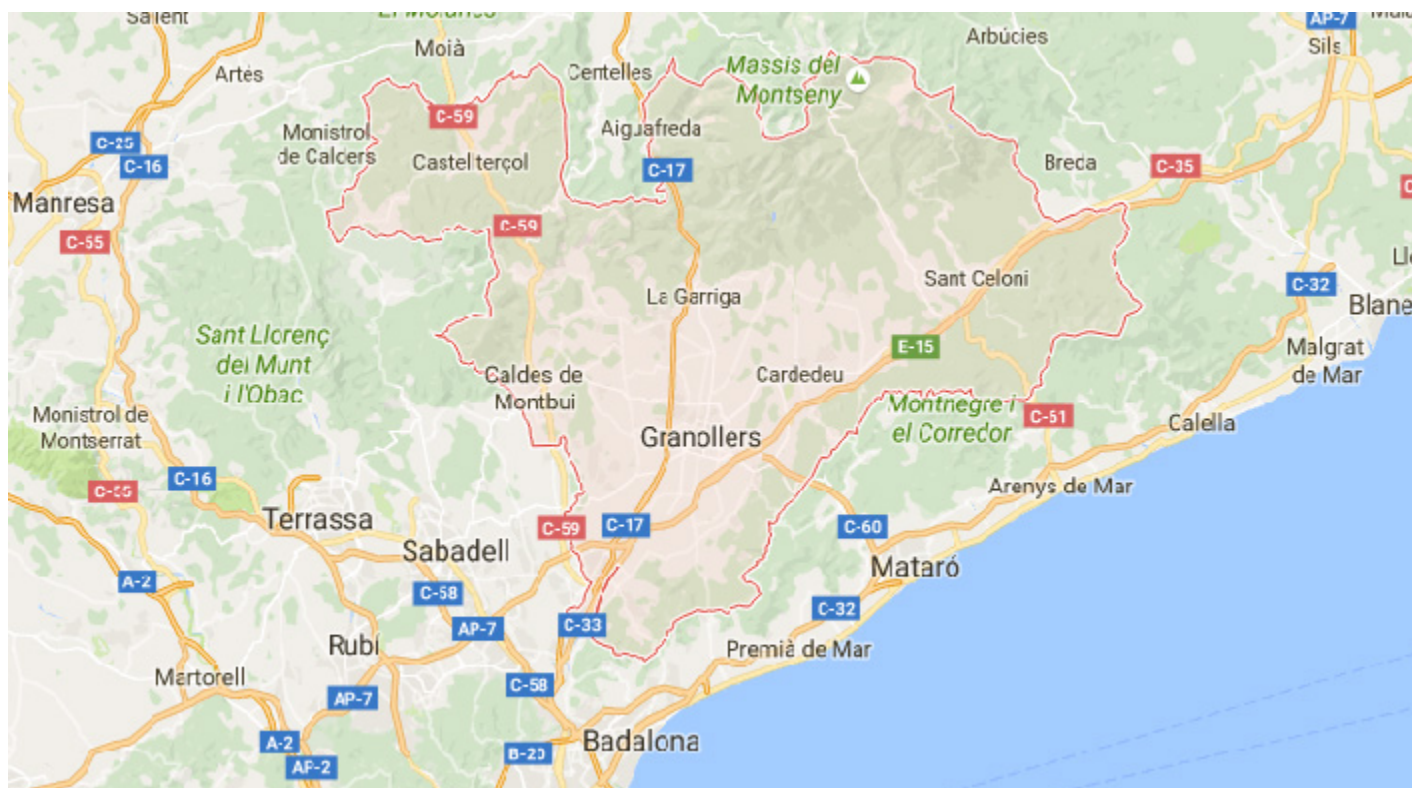 Sallent
El Moianès
AP-7
Moià
Arbúcies
Sils
Artés
Centelles
Massís del
Montseny
C-59
Monistrol
de Calders
Aiguafreda
C-25
C-16
Castellterçol
C-17
Breda
C-35
Manresa
C-55
C-59
Sant Celoni
La Garriga
C-32
Blane
Sant Llorenç
del Munt
i l'Obac
E-15
Malgrat
de Mar
Caldes de
Montbui
Cardedeu
Monistrol de
Montserrat
Montnegre i
el Corredor
C-61
Calella
Granollers
C-16
C-55
Arenys de Mar
Terrassa
C-59
C-17
C-60
Sabadell
Mataró
A-2
C-58
C-32
AP-7
C-33
Rubí
Premià de Mar
Martorell
C-58
AP-7
A-2
B-20
Badalona
AP-2